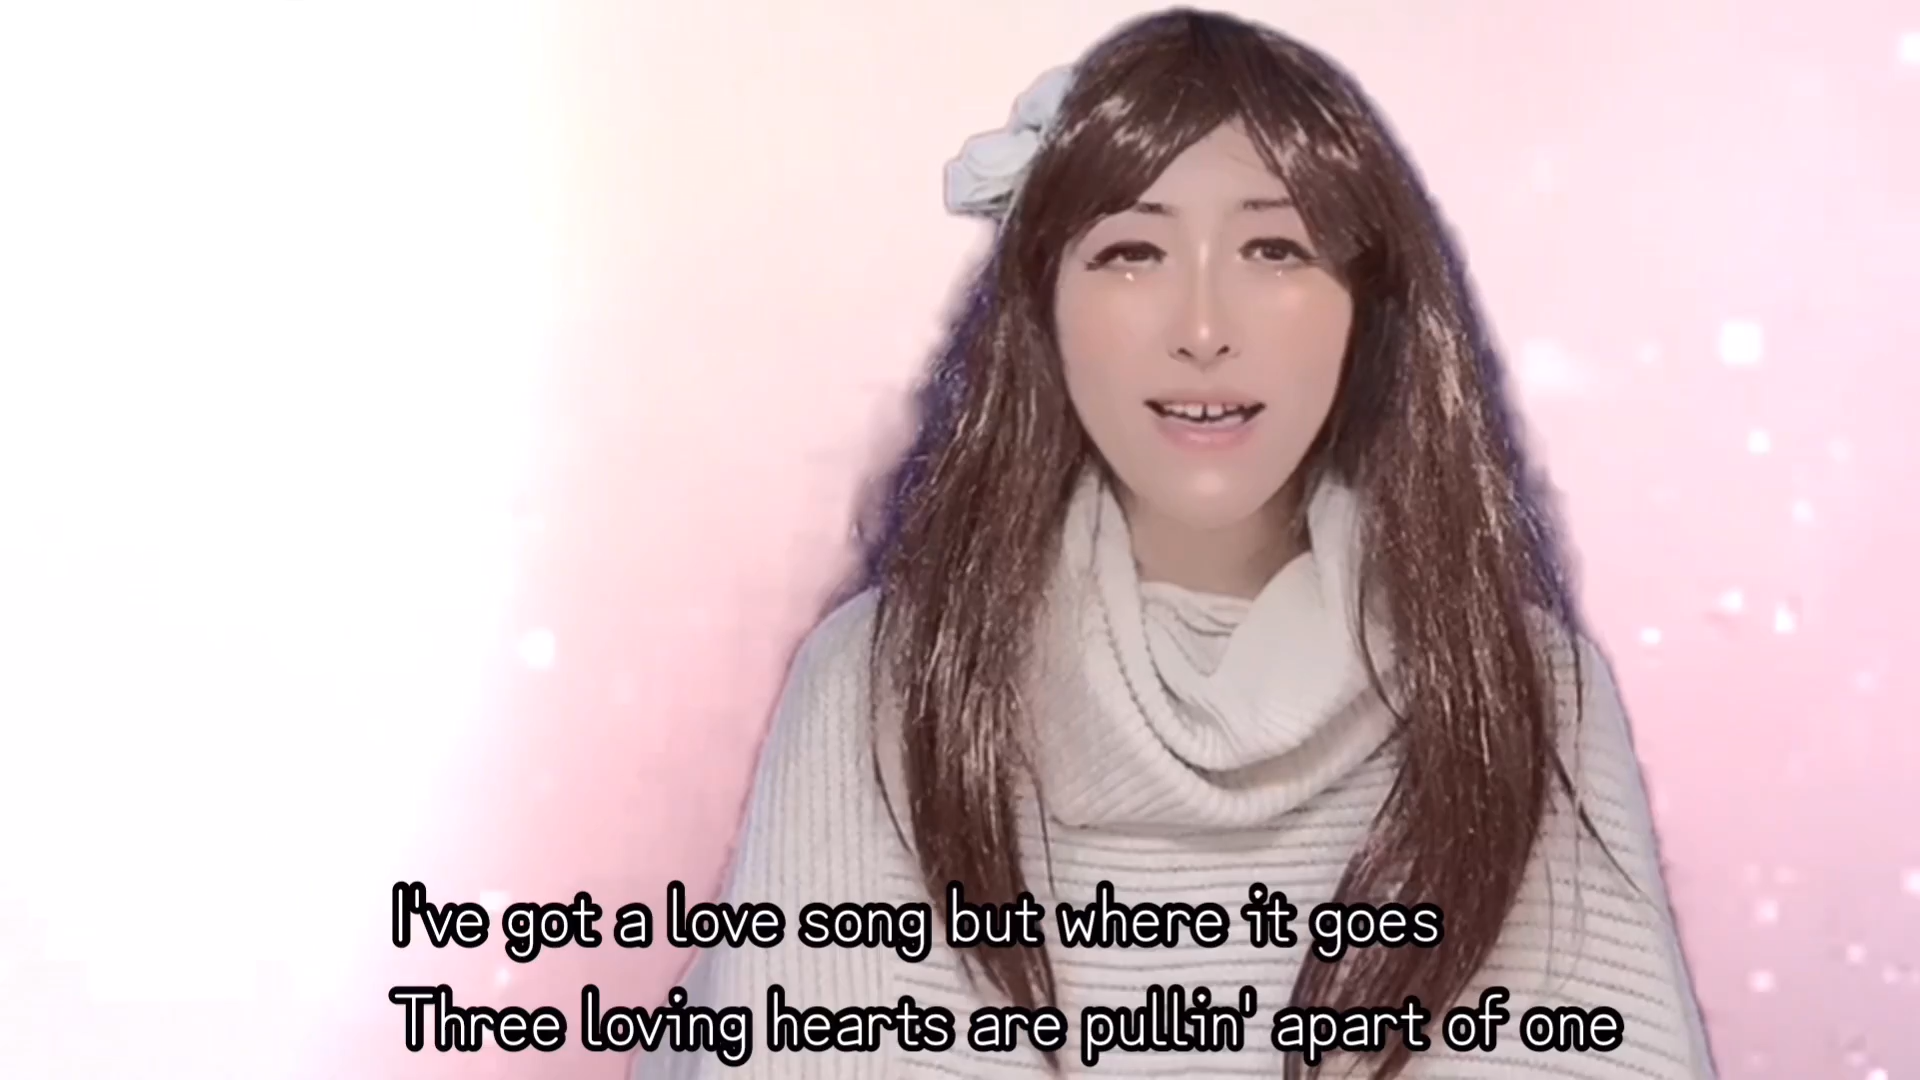 I've got a love song but where it goes
Three loving hearts are pullin' apart of one